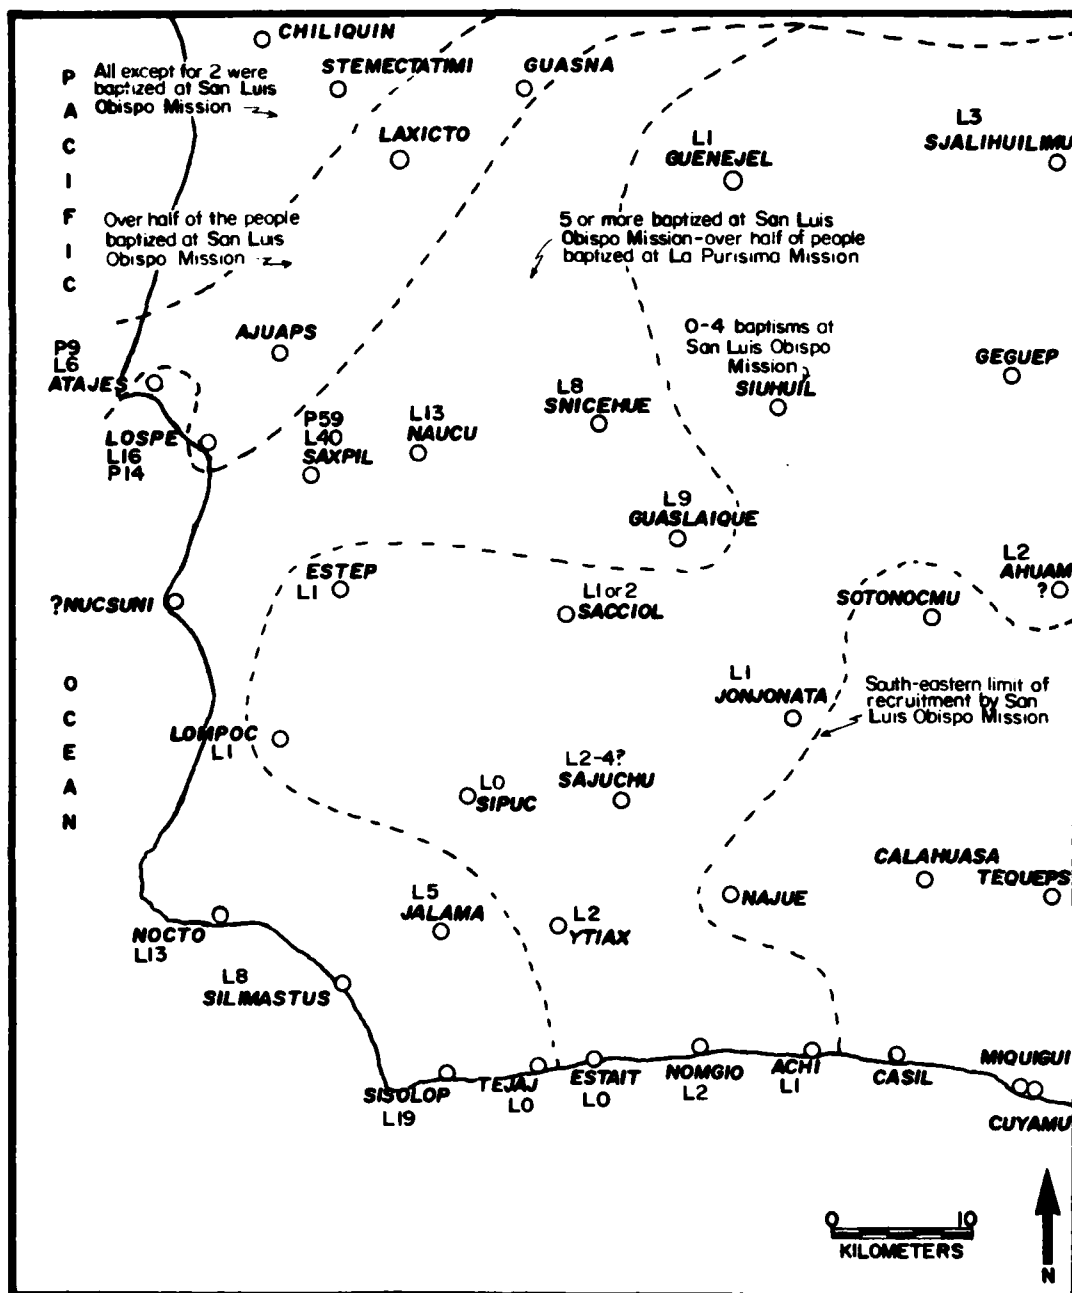 CHILIQUIN
P
A
C
I
F
I
C
All except for 2 were
baptized at San Luis
Obispo Mission
STEMECTATIMI
GUASNA
LAXICTO
L1
GUENEJEL
L3
SJALIHUILIMU
Over half of the people
baptized at San Luis
Obispo Mission
5 or more baptized at San Luis
Obispo Mission-over half of people
baptized at La Purisima Mission
AJUAPS
0-4 baptisms at
San Luis Obispo
Mission
SIUHUIL
GEGUEP
P9
L6
ATAJES
LOSPE
L16
P14
P59
L40
SAXPIL
L13
NAUCU
L8
SNICEHUE
L9
GUASLAIQUE
ESTEP
L1
L1 or 2
SACCIOL
L2
AHUAM
?
SOTONOCMU
?NUCSUNI
O
C
E
A
N
L1
JONJONATA
South-eastern limit of
recruitment by San
Luis Obispo Mission
LOMPOC
L1
L0
SIPUC
L2-4?
SAJUCHU
CALAHUASA
TEQUEPS
NAJUE
L5
JALAMA
L2
YTIAX
NOCTO
L13
L8
SILIMASTUS
SISOLOP
L19
TEJAJ
L0
ESTAIT
L0
NOMGIO
L2
ACHI
L1
CASIL
MIQUIGUI
CUYAMU
0 10
KILOMETERS
N